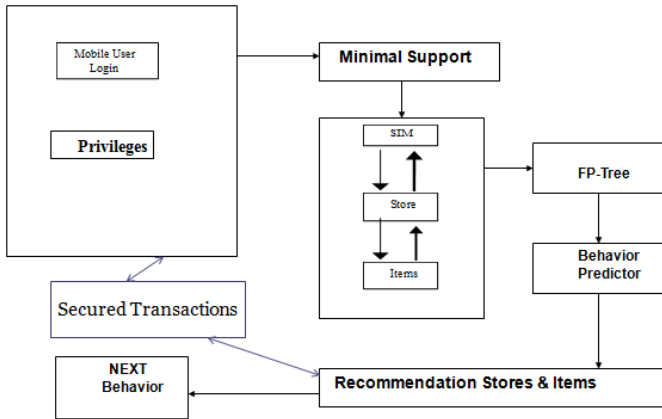 Mobile User
Login
Minimal Support
Privileges
SIM
Store
Items
FP-Tree
Behavior
Predictor
Secured Transactions
NEXT
Behavior
Recommendation Stores & Items